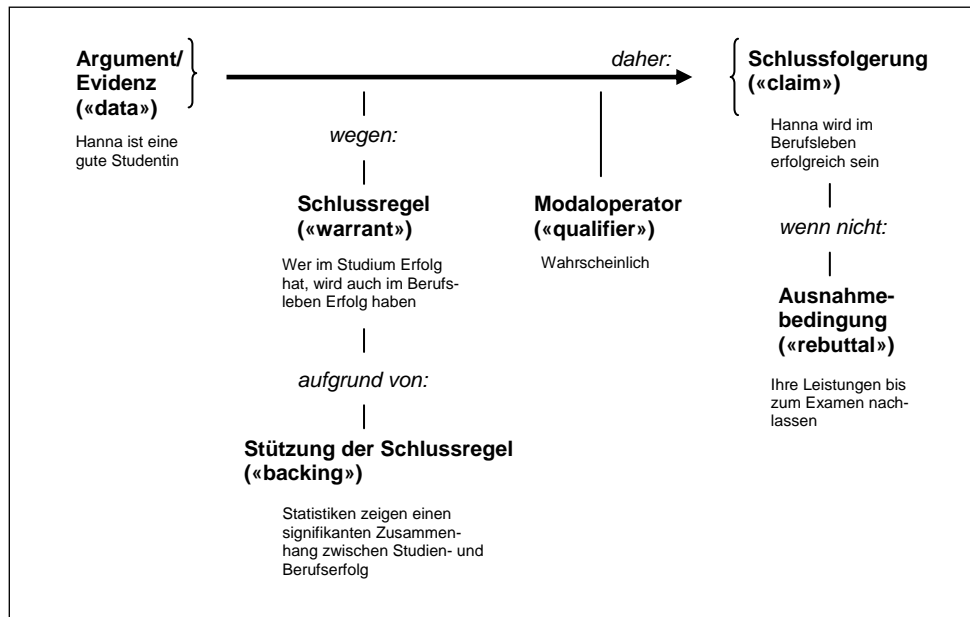 Argument/
Evidenz
(«data»)
Hanna ist eine
gute Studentin
daher:
Schlussfolgerung
(«claim»)
Hanna wird im
Berufsleben
erfolgreich sein
wegen:
Schlussregel
(«warrant»)
Wer im Studium Erfolg
hat, wird auch im Berufs-
leben Erfolg haben
Modaloperator
(«qualifier»)
Wahrscheinlich
wenn nicht:
Ausnahme-
bedingung
(«rebuttal»)
Ihre Leistungen bis
zum Examen nach-
lassen
aufgrund von:
Stützung der Schlussregel
(«backing»)
Statistiken zeigen einen
signifikanten Zusammen-
hang zwischen Studien- und
Berufserfolg